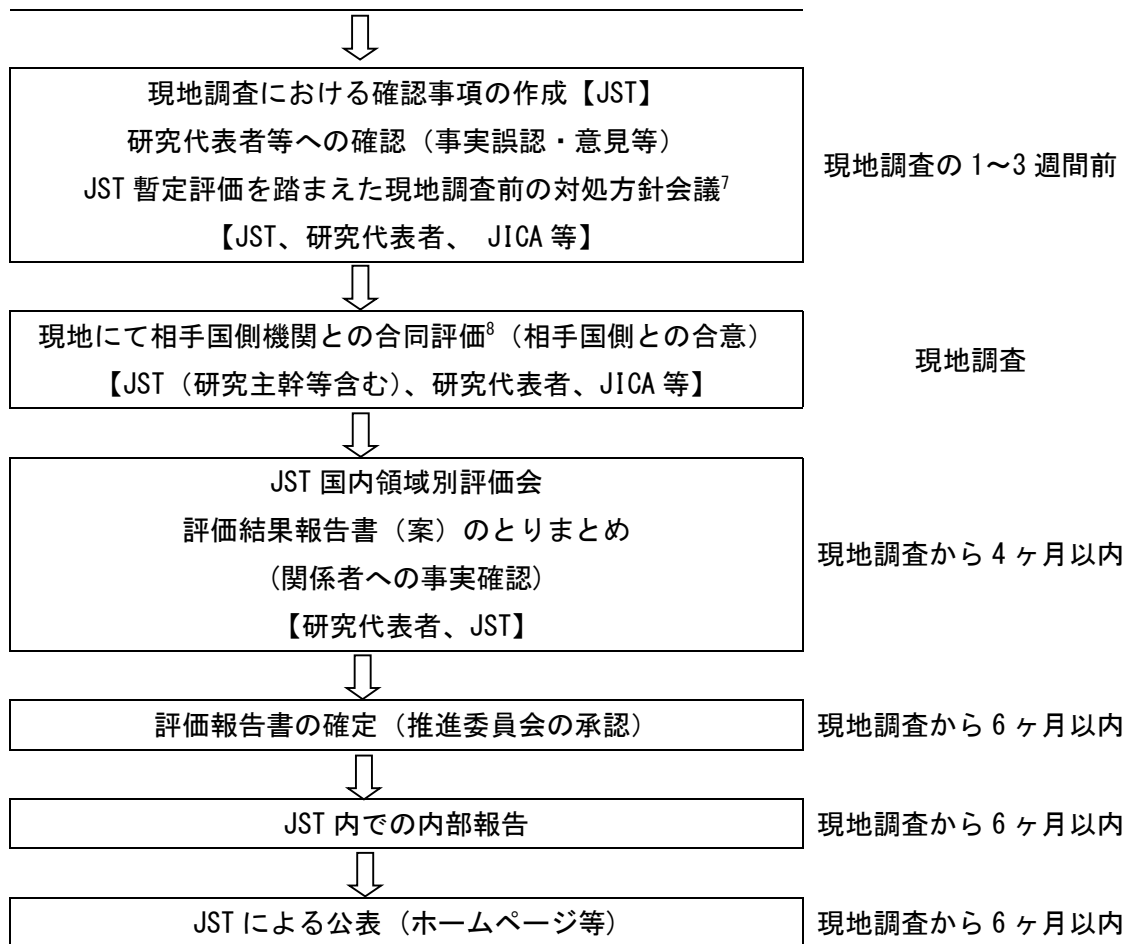 現地調査における確認事項の作成【JST】
研究代表者等への確認（事実誤認・意見等）
JST 暫定評価を踏まえた現地調査前の対処方針会議7
【JST、研究代表者、 JICA 等】
現地調査の 1～3 週間前
現地にて相手国側機関との合同評価8（相手国側との合意）
【JST（研究主幹等含む）、研究代表者、JICA 等】
現地調査
JST 国内領域別評価会
評価結果報告書（案）のとりまとめ
（関係者への事実確認）
【研究代表者、JST】
現地調査から 4 ヶ月以内
評価報告書の確定（推進委員会の承認）
現地調査から 6 ヶ月以内
JST 内での内部報告
現地調査から 6 ヶ月以内
JST による公表（ホームページ等）
現地調査から 6 ヶ月以内